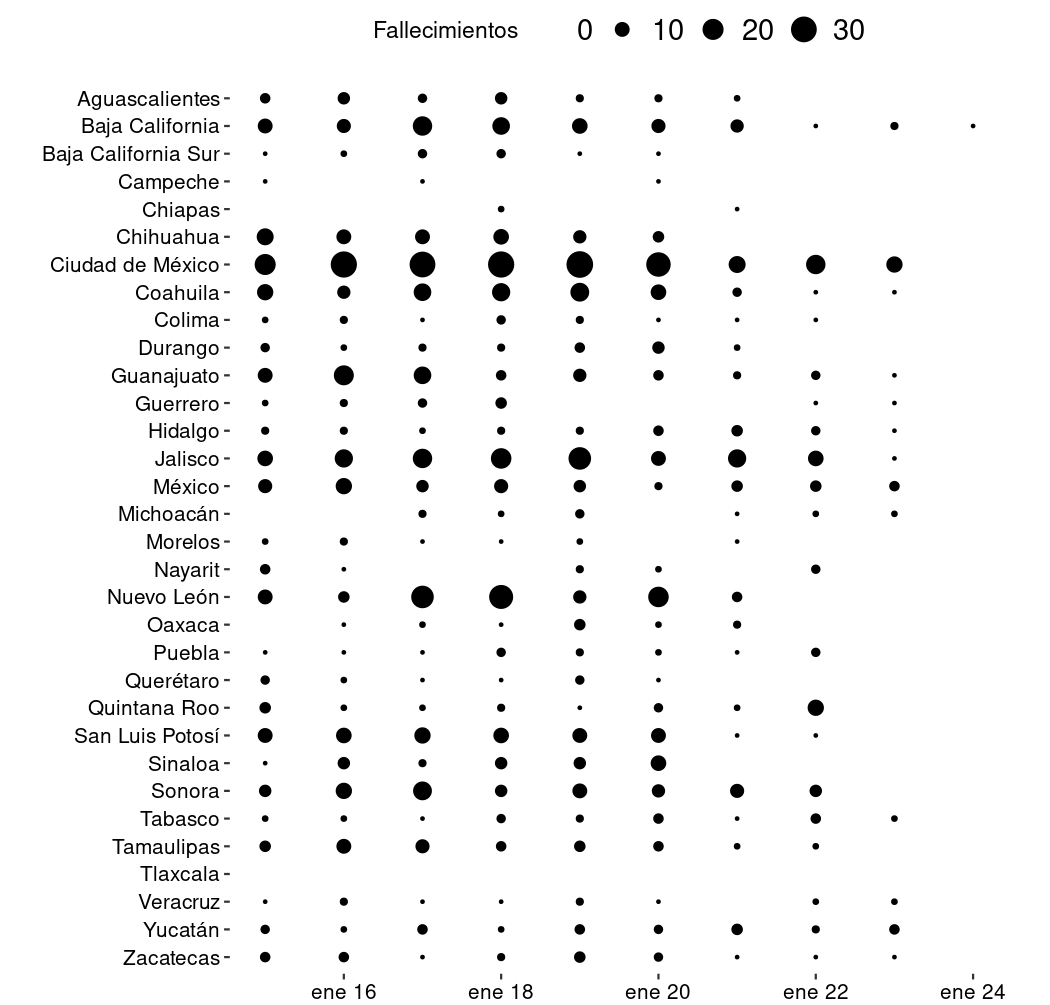 Fallecimientos 0 10 20 30
Aguascalientes
Baja California
Baja California Sur
Campeche
Chiapas
Chihuahua
Ciudad de México
Coahuila
Colima
Durango
Guanajuato
Guerrero
Hidalgo
Jalisco
México
Michoacán
Morelos
Nayarit
Nuevo León
Oaxaca
Puebla
Querétaro
Quintana Roo
San Luis Potosí
Sinaloa
Sonora
Tabasco
Tamaulipas
Tlaxcala
Veracruz
Yucatán
Zacatecas
ene 16 ene 18 ene 20 ene 22 ene 24